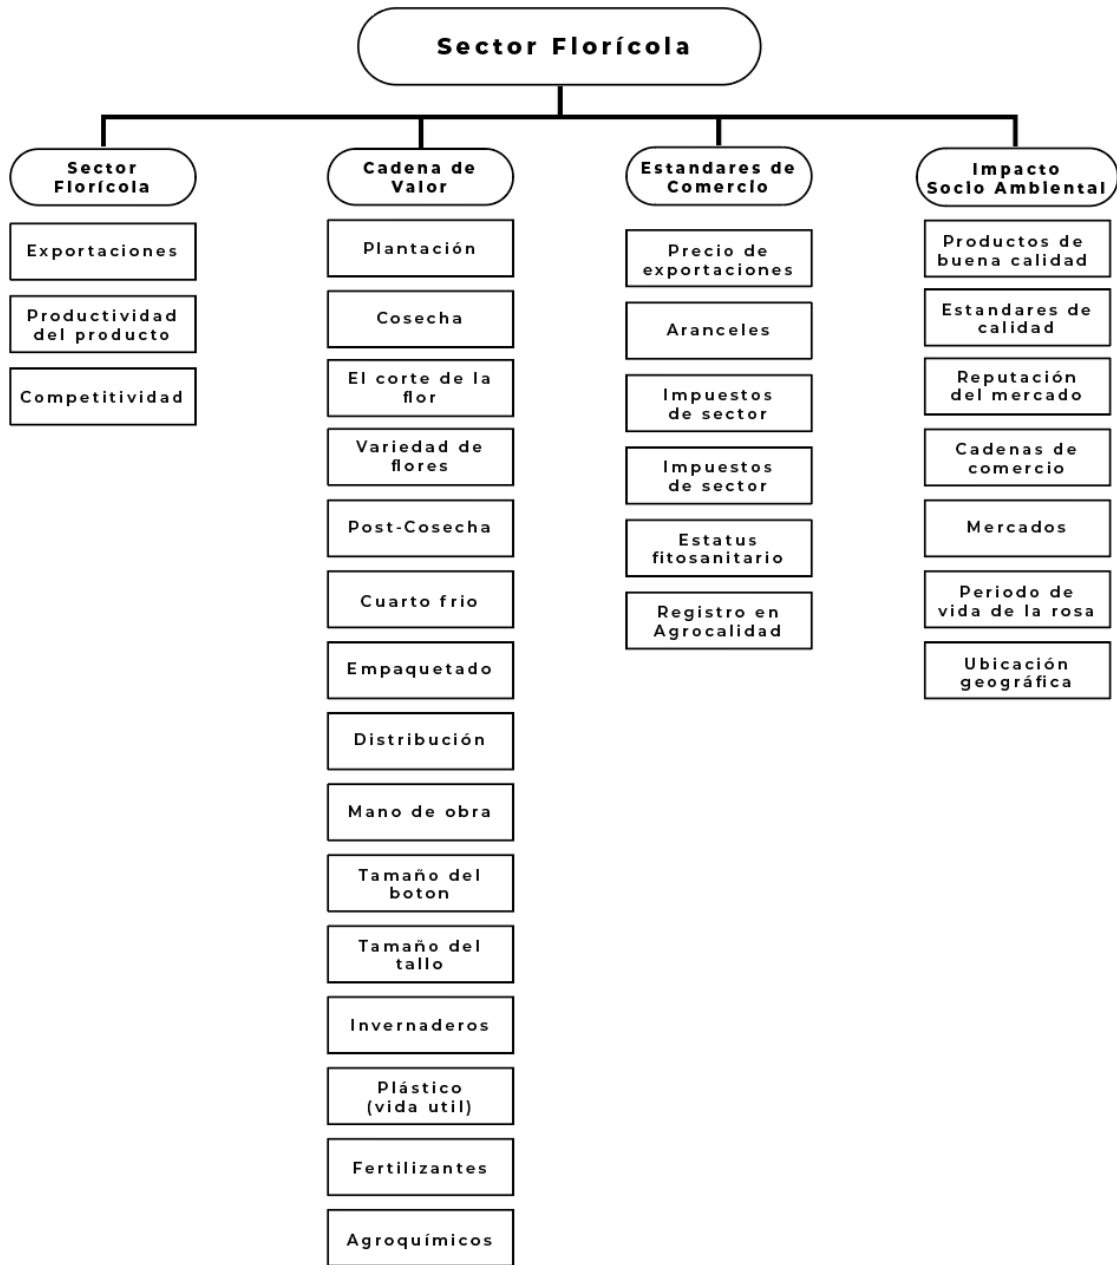 Sector Florícola
Sector
Florícola
Exportaciones
Productividad
del producto
Competitividad
Cadena de
Valor
Plantación
Cosecha
El corte de la
flor
Variedad de
flores
Post-Cosecha
Cuarto frio
Empaquetado
Distribución
Mano de obra
Tamaño del
boton
Tamaño del
tallo
Invernaderos
Plástico
(vida util)
Fertilizantes
Agroquímicos
Estandares de
Comercio
Precio de
exportaciones
Aranceles
Impuestos
de sector
Impuestos
de sector
Estatus
fitosanitario
Registro en
Agrocalidad
Impacto
Socio Ambiental
Productos de
buena calidad
Estandares de
calidad
Reputación
del mercado
Cadenas de
comercio
Mercados
Periodo de
vida de la rosa
Ubicación
geográfica